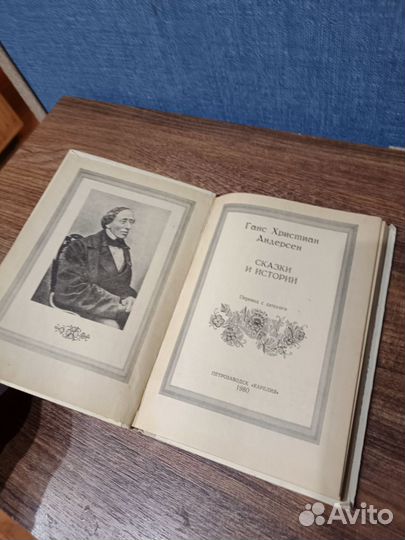 Ганс Христиан
Андерсен
СКАЗКИ
И ИСТОРИИ
Перевод с датского
ПЕТРОЗАВОДСК «КАРЕЛИЯ»
1980
Avito